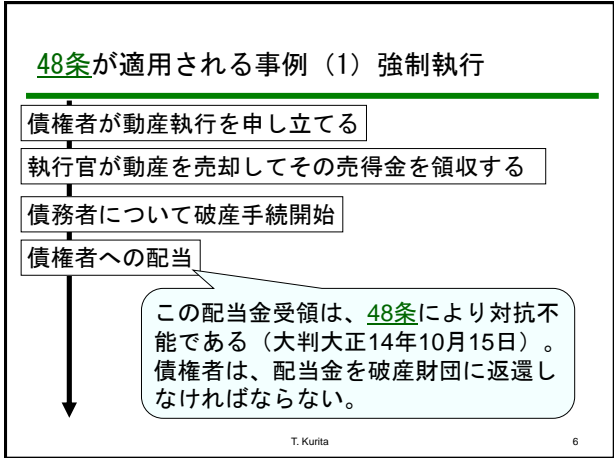 48条が適用される事例（1）強制執行
債権者が動産執行を申し立てる
執行官が動産を売却してその売得金を領収する
債務者について破産手続開始
債権者への配当
この配当金受領は、48条により対抗不
能である（大判大正14年10月15日）。
債権者は、配当金を破産財団に返還し
なければならない。
T. Kurita
6